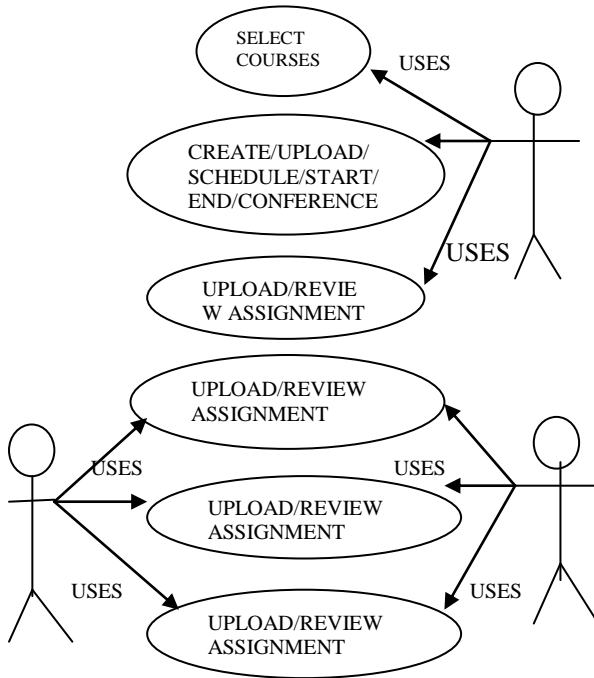 SELECT
COURSES
USES
CREATE/UPLOAD/
SCHEDULE/START/
END/CONFERENCE
USES
UPLOAD/REVIE
W ASSIGNMENT
UPLOAD/REVIEW
ASSIGNMENT
USES
USES
UPLOAD/REVIEW
ASSIGNMENT
USES
USES
UPLOAD/REVIEW
ASSIGNMENT